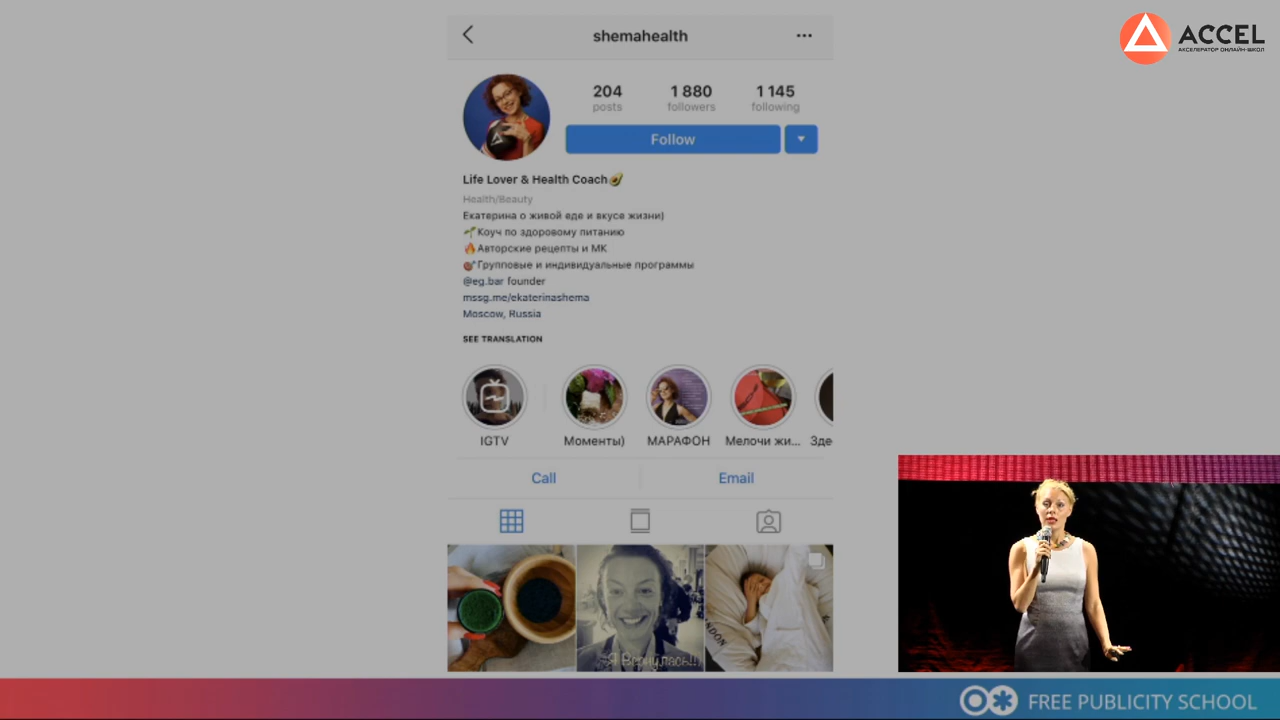 shemahealth
ACCEL
АКСЕЛЕРАТОР ОНЛАЙН-ШКОЛ
204
posts
1 880
followers
1 145
following
Follow
Life Lover & Health Coach🥑
Health/Beauty
Екатерина о живой еде и вкусе жизни)
🌱Коуч по здоровому питанию
🔥Авторские рецепты и МК
🎯Групповые и индивидуальные программы
@eg.bar founder
mssg.me/ekaterinashema
Moscow, Russia
SEE TRANSLATION
IGTV
Моменты)
МАРАФОН
Мелочи жи...
Зде
Call
Email
Я Вернулась!!
FREE PUBLICITY SCHOOL